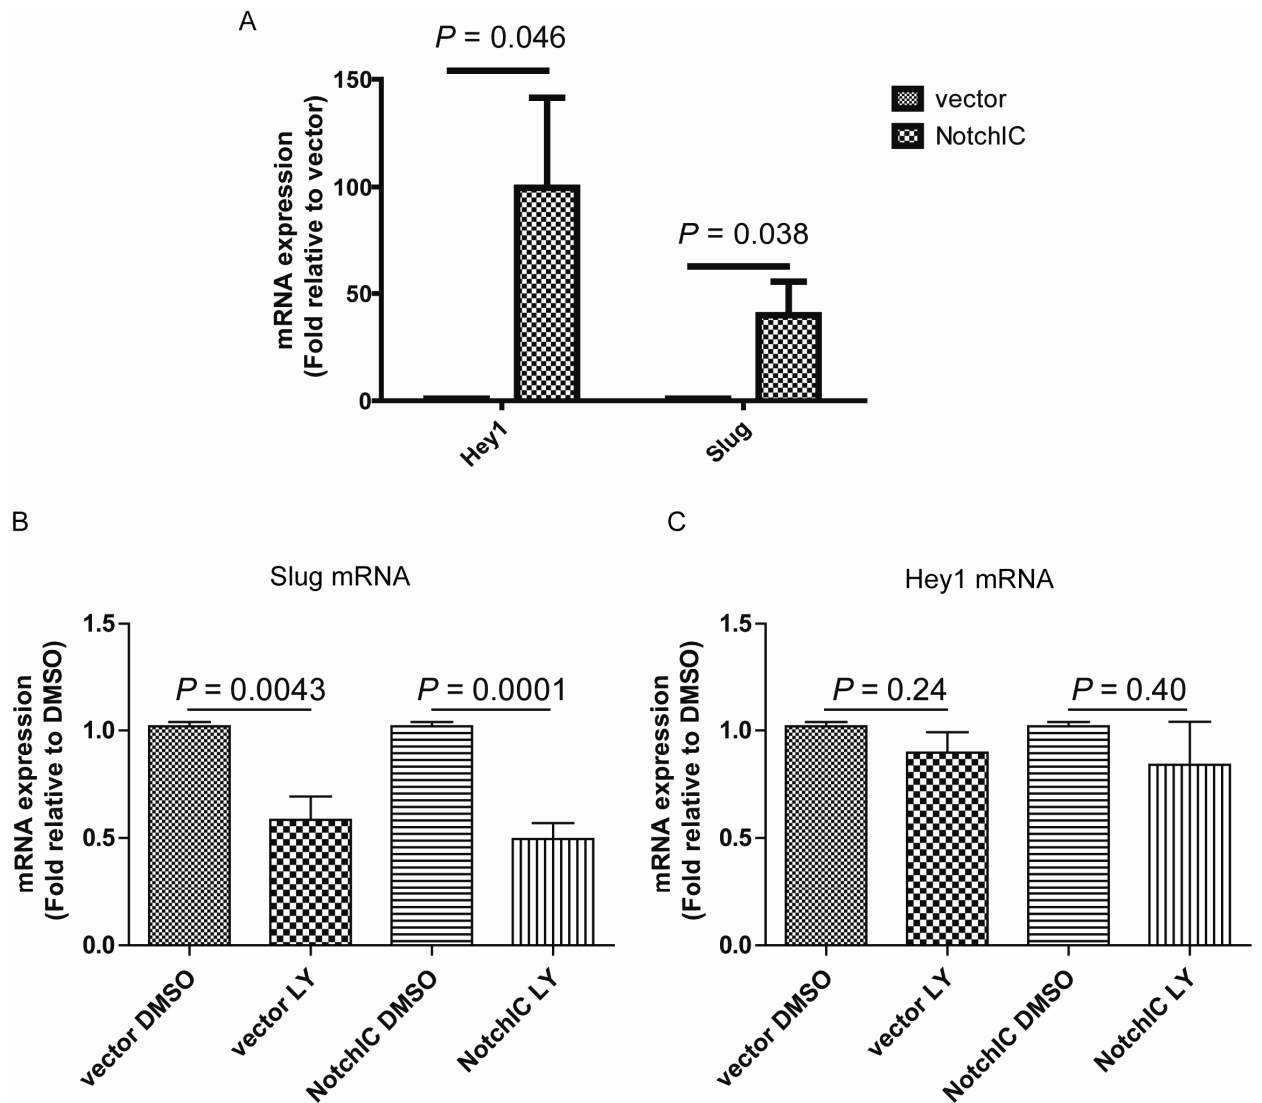 A
P = 0.046
vector
NotchIC
mRNA expression
(Fold relative to vector)
150
100
P = 0.038
50
0
Hey1
Slug
B
Slug mRNA
mRNA expression
(Fold relative to DMSO)
1.5
P = 0.0043
P = 0.0001
1.0
0.5
0.0
vector DMSO
vector LY
NotchIC DMSO
NotchIC LY
C
Hey1 mRNA
mRNA expression
(Fold relative to DMSO)
1.5
P = 0.24
P = 0.40
1.0
0.5
0.0
vector DMSO
vector LY
NotchIC DMSO
NotchIC LY